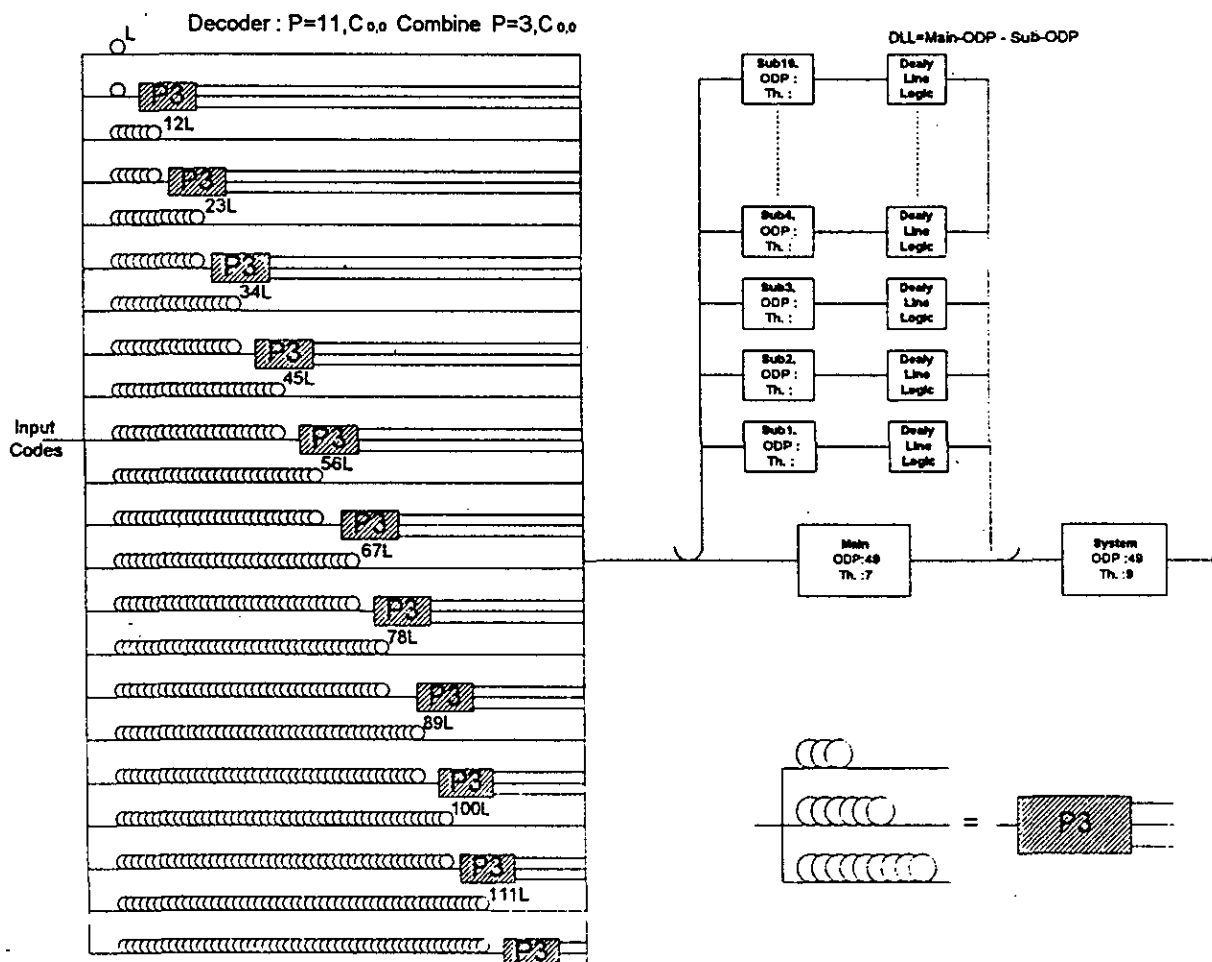 Decoder : P=11,C0,0 Combine P=3,C0,0
L
P3
12L
P3
23L
P3
34L
P3
45L
Input
Codes
P3
56L
P3
67L
P3
78L
P3
89L
P3
100L
P3
111L
P3
DLL=Main-ODP - Sub-ODP
Dealy
Line
Logic
ODP :
Th. :
Sub4.
ODP :
Th. :
Dealy
Line
Logic
Sub3.
ODP :
Th. :
Dealy
Line
Logic
Sub2.
ODP :
Th. :
Dealy
Line
Logic
Sub1.
ODP :
Th. :
Dealy
Line
Logic
Main
ODP :49
Th. :7
System
ODP :49
Th. :9
=
P3